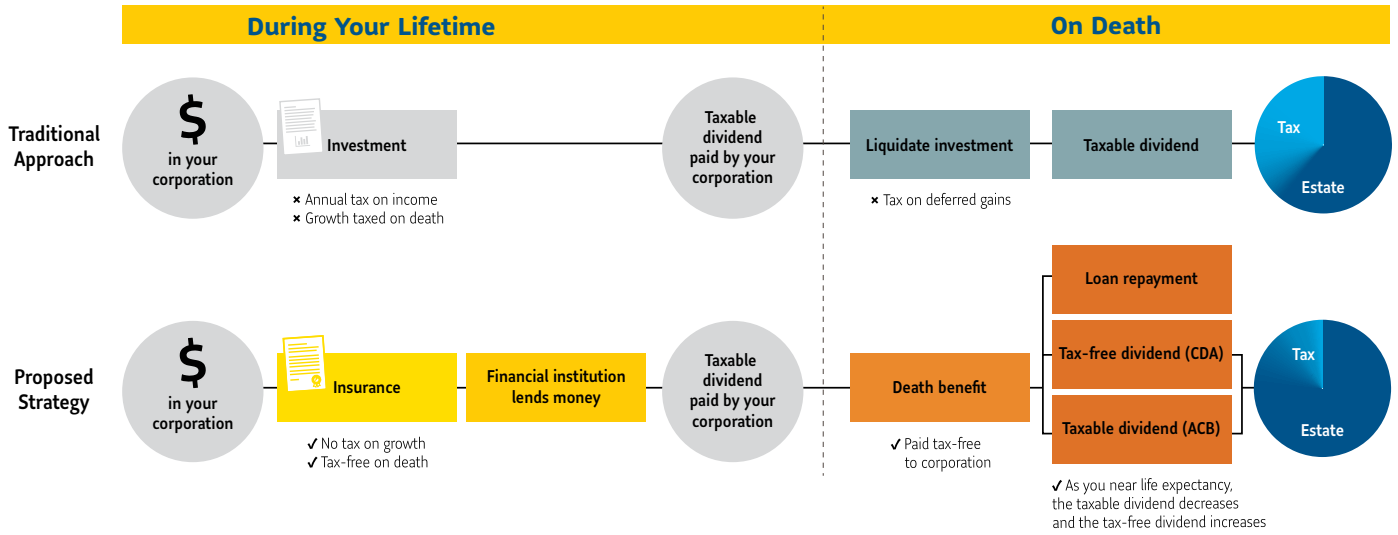 During Your Lifetime
On Death
Traditional
Approach
$
in your
corporation
Investment
× Annual tax on income
× Growth taxed on death
Taxable
dividend
paid by your
corporation
Liquidate investment
× Tax on deferred gains
Taxable dividend
Tax
Estate
Proposed
Strategy
$
in your
corporation
Insurance
✓ No tax on growth
✓ Tax-free on death
Financial institution
lends money
Taxable
dividend
paid by your
corporation
Death benefit
✓ Paid tax-free
to corporation
Loan repayment
Tax-free dividend (CDA)
Taxable dividend (ACB)
✓ As you near life expectancy,
the taxable dividend decreases
and the tax-free dividend increases
Tax
Estate